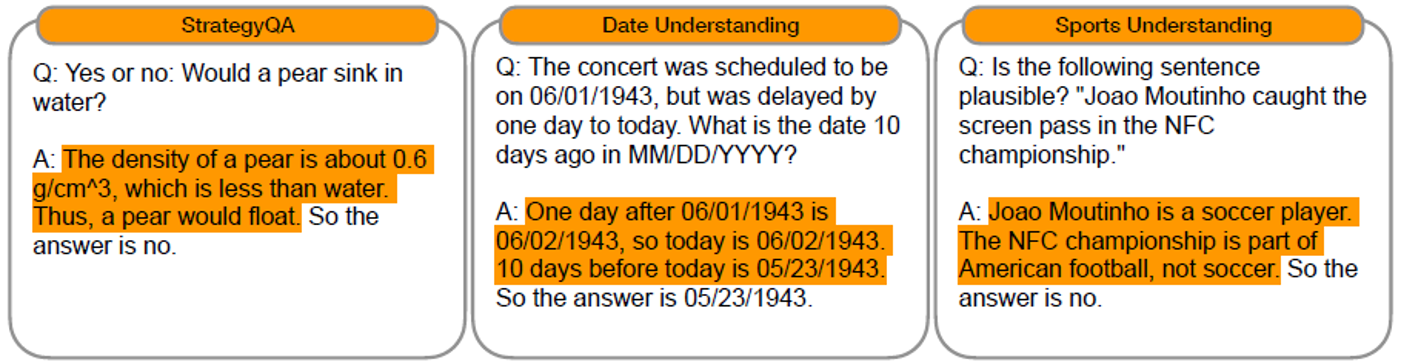 StrategyQA
Q: Yes or no: Would a pear sink in
water?
A: The density of a pear is about 0.6
g/cm^3, which is less than water.
Thus, a pear would float. So the
answer is no.
Date Understanding
Q: The concert was scheduled to be
on 06/01/1943, but was delayed by
one day to today. What is the date 10
days ago in MM/DD/YYYY?
A: One day after 06/01/1943 is
06/02/1943, so today is 06/02/1943.
10 days before today is 05/23/1943.
So the answer is 05/23/1943.
Sports Understanding
Q: Is the following sentence
plausible? "Joao Moutinho caught the
screen pass in the NFC
championship."
A: Joao Moutinho is a soccer player.
The NFC championship is part of
American football, not soccer. So the
answer is no.